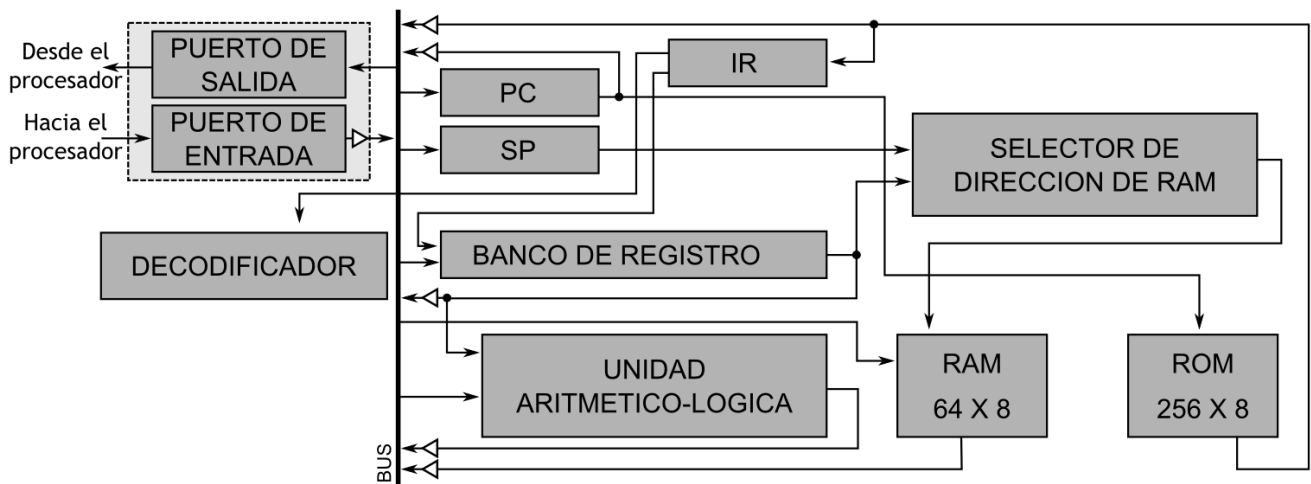 Desde el
procesador
PUERTO DE
SALIDA
Hacia el
procesador
PUERTO DE
ENTRADA
IR
PC
SP
SELECTOR DE
DIRECCION DE RAM
DECODIFICADOR
BANCO DE REGISTRO
UNIDAD
ARITMETICO-LOGICA
RAM
64 X 8
ROM
256 X 8
BUS